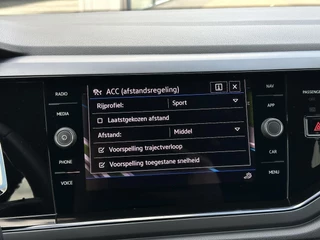 ACC (afstandsregeling)
Rijprofiel: Sport
Laatstgekozen afstand
Afstand: Middel
Voorspelling trajectverloop
Voorspelling toegestane snelheid
RADIO
MEDIA
PHONE
VOICE
NAV
APP
CAR
MENU
PASSENGER